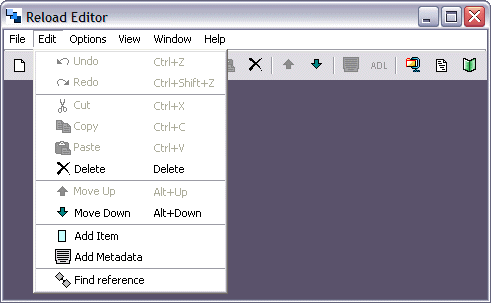 Reload Editor
File Edit Options View Window Help
Undo Ctrl+Z
Redo Ctrl+Shift+Z
Cut Ctrl+X
Copy Ctrl+C
Paste Ctrl+V
Delete Delete
Move Up Alt+Up
Move Down Alt+Down
Add Item
Add Metadata
Find reference
ADL